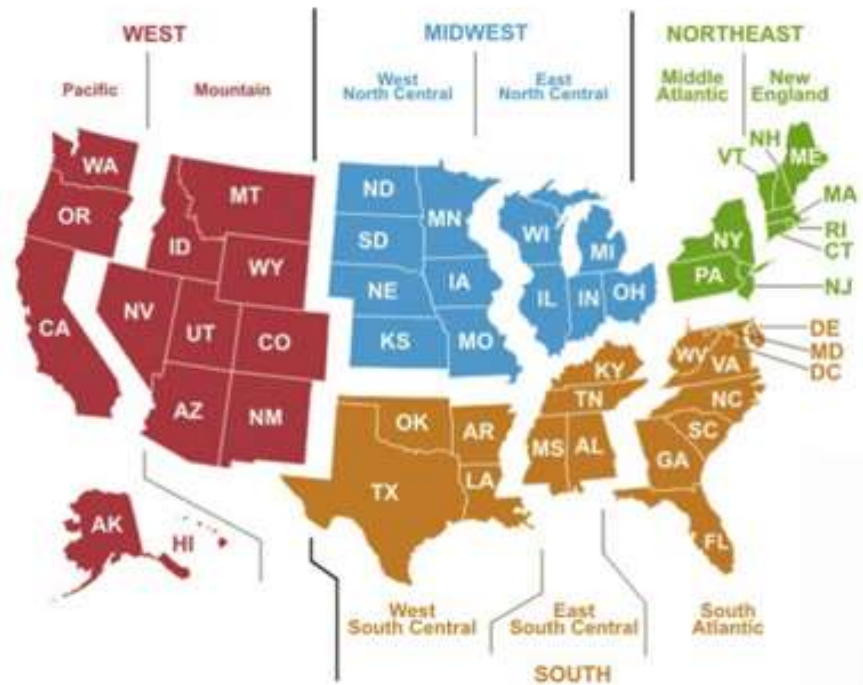 WEST
MIDWEST
NORTHEAST
Pacific
Mountain
West
North Central
East
North Central
Middle
Atlantic
New
England
WA
OR
CA
MT
ID
WY
NV
UT
CO
AZ
NM
AK
HI
ND
SD
NE
KS
MN
IA
MO
WI
MI
IL
IN
OH
NH
VT
ME
MA
RI
CT
NY
PA
NJ
OK
AR
TX
LA
KY
TN
MS
AL
DE
MD
DC
WV
VA
NC
SC
GA
FL
West
South Central
East
South Central
South
Atlantic
SOUTH